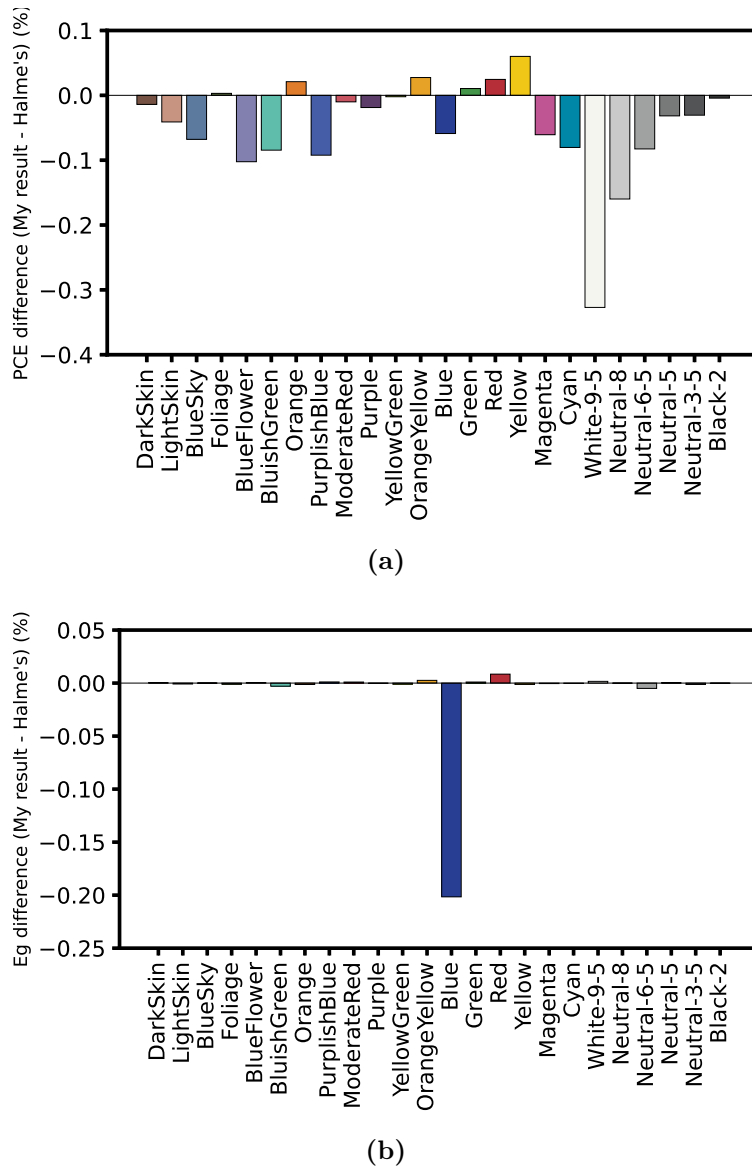 PCE difference (My result - Halme's) (%)
0.1
0.0
−0.1
−0.2
−0.3
−0.4
DarkSkin
LightSkin
BlueSky
Foliage
BlueFlower
BluishGreen
Orange
PurplishBlue
ModerateRed
Purple
YellowGreen
OrangeYellow
Blue
Green
Red
Yellow
Magenta
Cyan
White-9-5
Neutral-8
Neutral-6-5
Neutral-5
Neutral-3-5
Black-2
(a)
Eg difference (My result - Halme's) (%)
0.05
0.00
−0.05
−0.10
−0.15
−0.20
−0.25
DarkSkin
LightSkin
BlueSky
Foliage
BlueFlower
BluishGreen
Orange
PurplishBlue
ModerateRed
Purple
YellowGreen
OrangeYellow
Blue
Green
Red
Yellow
Magenta
Cyan
White-9-5
Neutral-8
Neutral-6-5
Neutral-5
Neutral-3-5
Black-2
(b)